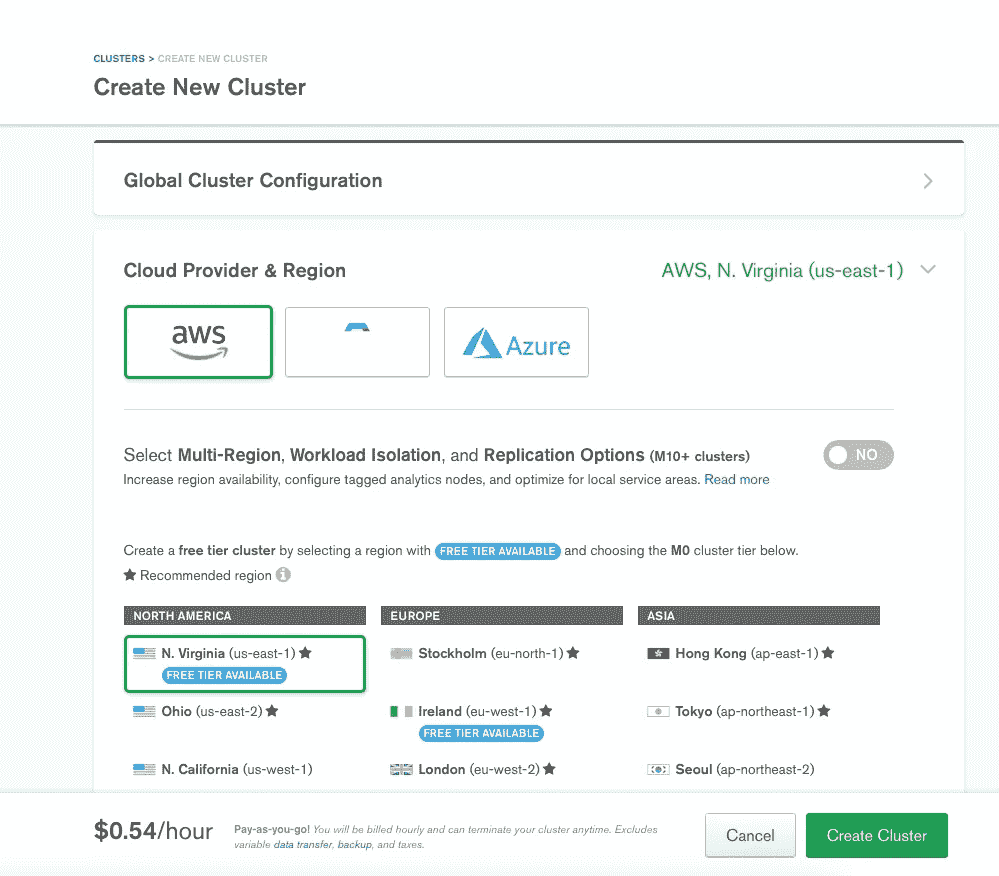 CLUSTERS > CREATE NEW CLUSTER
Create New Cluster
Global Cluster Configuration
Cloud Provider & Region
AWS, N. Virginia (us-east-1)
aws
Azure
Select Multi-Region, Workload Isolation, and Replication Options (M10+ clusters)
NO
Increase region availability, configure tagged analytics nodes, and optimize for local service areas. Read more
Create a free tier cluster by selecting a region with FREE TIER AVAILABLE and choosing the M0 cluster tier below.
★ Recommended region i
NORTH AMERICA
N. Virginia (us-east-1) ★
FREE TIER AVAILABLE
Ohio (us-east-2) ★
N. California (us-west-1)
EUROPE
Stockholm (eu-north-1) ★
Ireland (eu-west-1) ★
FREE TIER AVAILABLE
London (eu-west-2) ★
ASIA
Hong Kong (ap-east-1) ★
Tokyo (ap-northeast-1) ★
Seoul (ap-northeast-2)
$0.54/hour
Pay-as-you-go! You will be billed hourly and can terminate your cluster anytime. Excludes
variable data transfer, backup, and taxes.
Cancel
Create Cluster